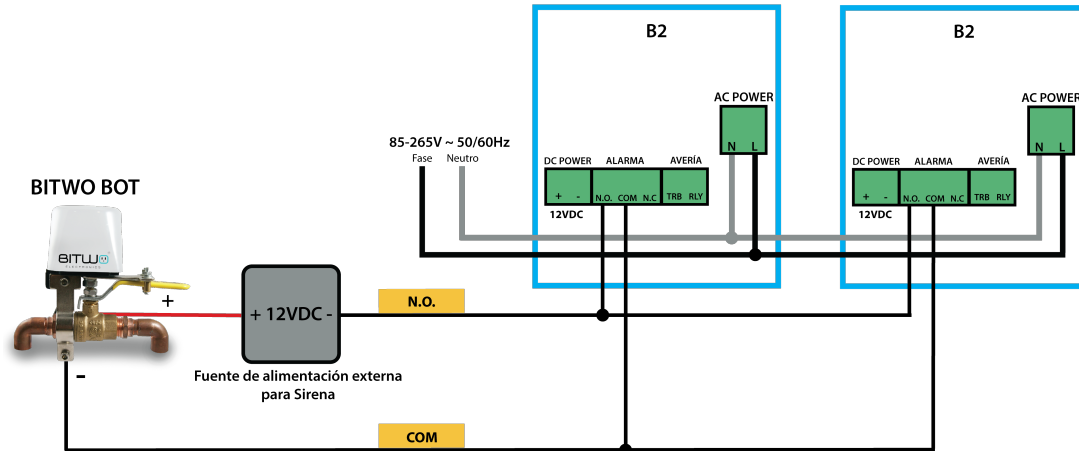 B2
B2
AC POWER
N L
AC POWER
N L
85-265V ~ 50/60Hz
Fase Neutro
DC POWER ALARMA AVERÍA
+ - N.O. COM N.C TRB RLY
12VDC
DC POWER ALARMA AVERÍA
+ - N.O. COM N.C TRB RLY
12VDC
BITWO BOT
BITWO
ELECTRONICS
+
-
+ 12VDC -
N.O.
Fuente de alimentación externa
para Sirena
COM